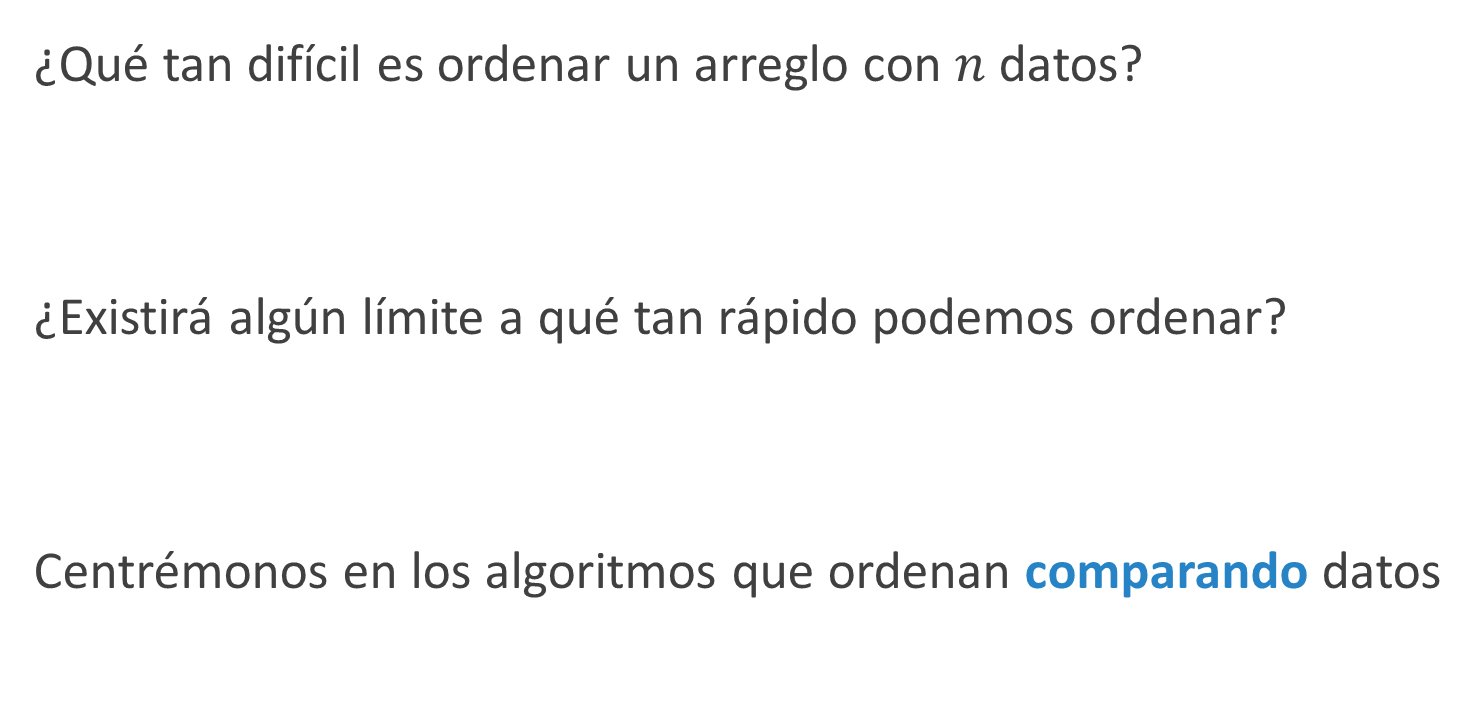 ¿Qué tan difícil es ordenar un arreglo con n datos?
¿Existirá algún límite a qué tan rápido podemos ordenar?
Centrémonos en los algoritmos que ordenan comparando datos